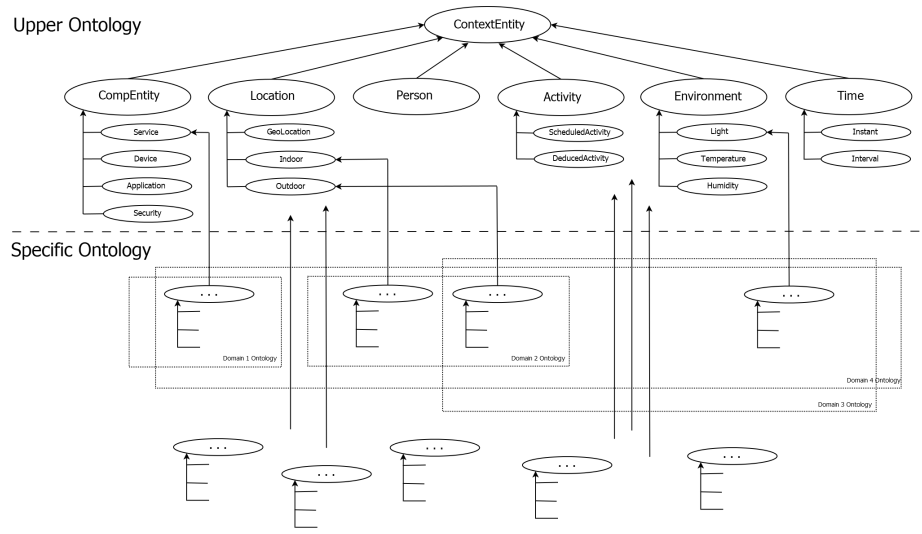 Upper Ontology
ContextEntity
CompEntity
Location
Person
Activity
Environment
Time
Service
GeoLocation
ScheduledActivity
Light
Instant
Device
Indoor
DeducedActivity
Temperature
Interval
Application
Outdoor
Humidity
Security
Specific Ontology
...
...
...
...
Domain 1 Ontology
Domain 2 Ontology
Domain 4 Ontology
Domain 3 Ontology
...
...
...
...
...